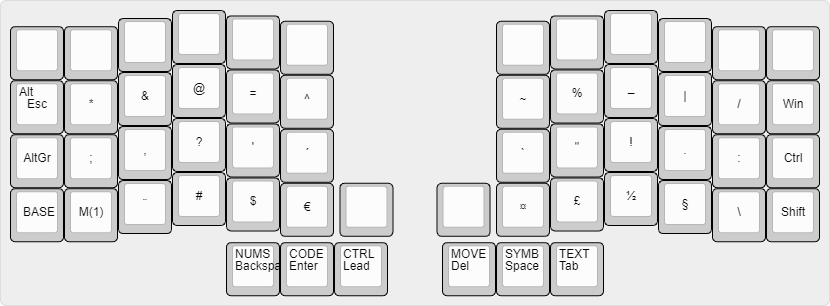 Alt
Esc * & @ = ^ ~ % – | / Win
AltGr ; , ? ' ´ ` " ! . : Ctrl
BASE M(1) ¨ # $ € ¤ £ ½ § \ Shift
NUMS CODE CTRL MOVE SYMB TEXT
Backspa Enter Lead Del Space Tab